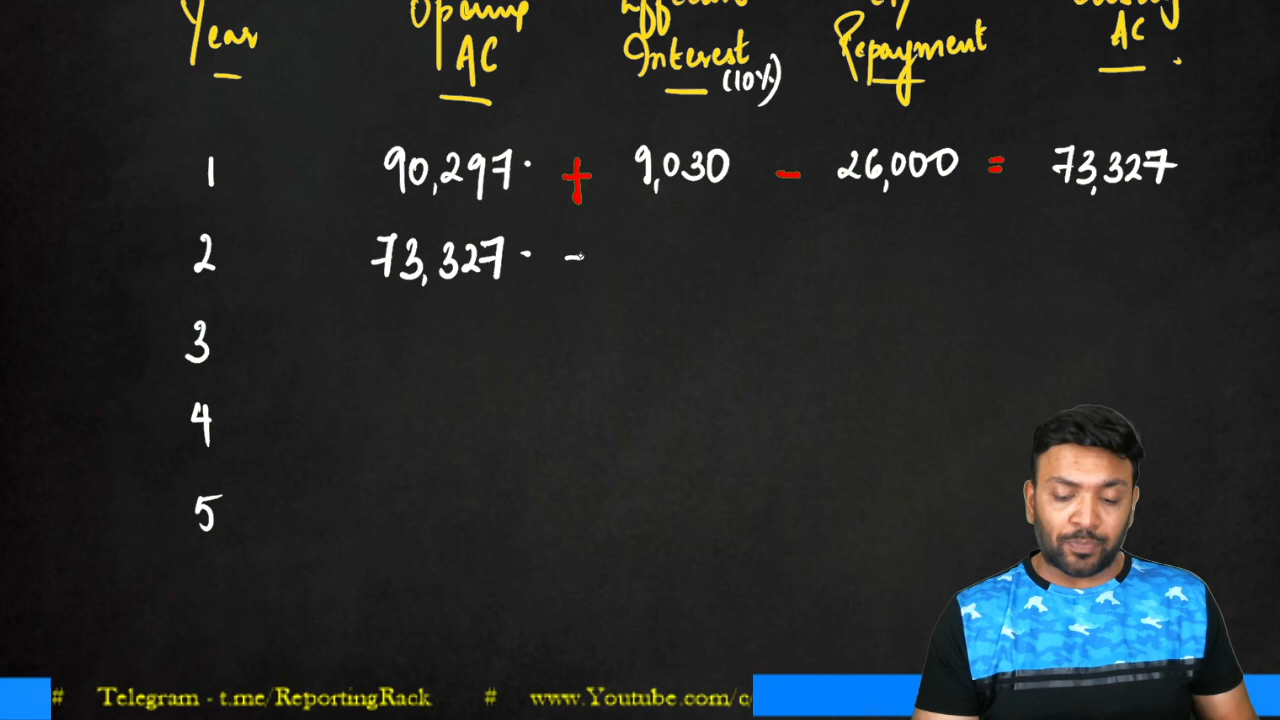 Year Opening Interest Repayment AC
AC (10%)
1 90,297 + 9,030 - 26,000 = 73,327
2 73,327 -
3
4
5
# Telegram - t.me/ReportingRack # www.Youtube.com/c